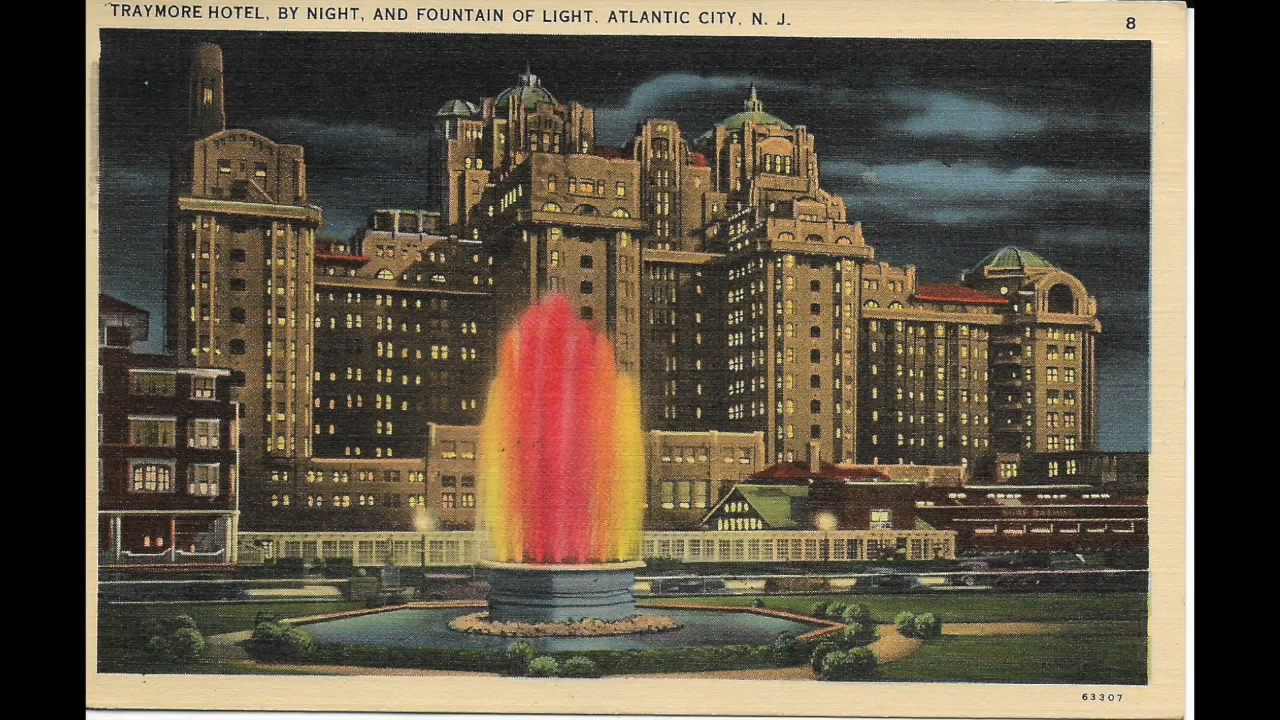 TRAYMORE HOTEL, BY NIGHT, AND FOUNTAIN OF LIGHT. ATLANTIC CITY, N. J.
8
63307